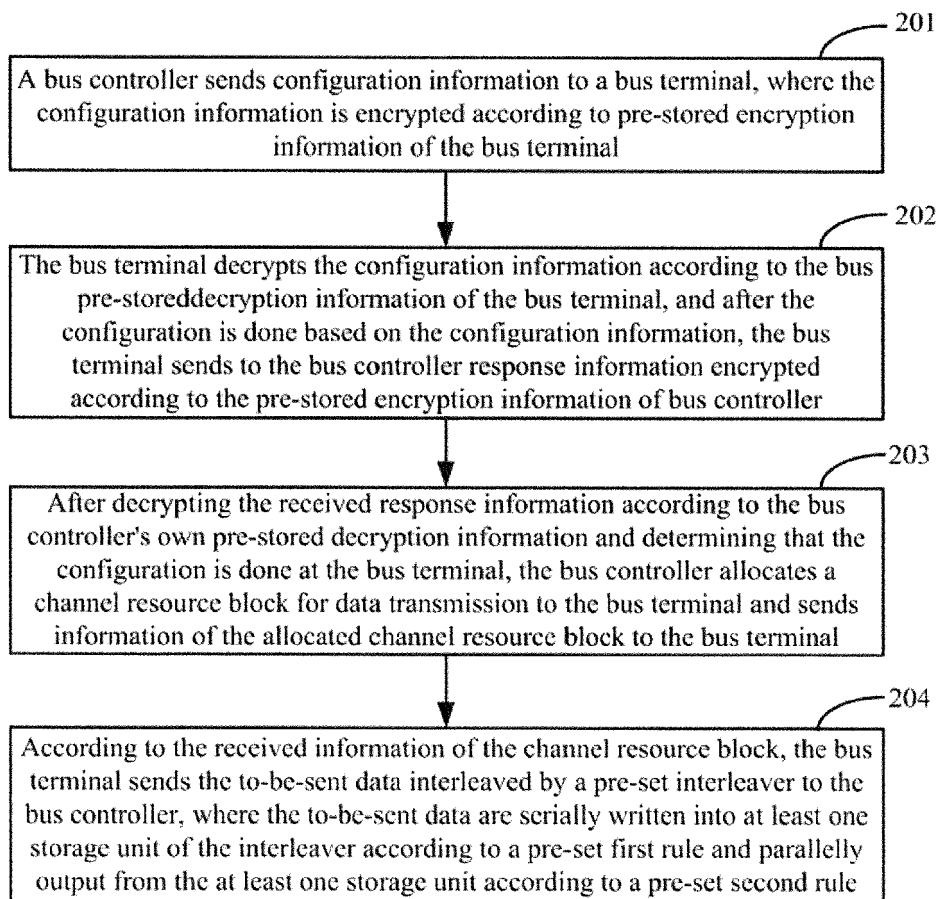 201
A bus controller sends configuration information to a bus terminal, where the
configuration information is encrypted according to pre-stored encryption
information of the bus terminal
202
The bus terminal decrypts the configuration information according to the bus
pre-storeddecryption information of the bus terminal, and after the
configuration is done based on the configuration information, the bus
terminal sends to the bus controller response information encrypted
according to the pre-stored encryption information of bus controller
203
After decrypting the received response information according to the bus
controller's own pre-stored decryption information and determining that the
configuration is done at the bus terminal, the bus controller allocates a
channel resource block for data transmission to the bus terminal and sends
information of the allocated channel resource block to the bus terminal
204
According to the received information of the channel resource block, the bus
terminal sends the to-be-sent data interleaved by a pre-set interleaver to the
bus controller, where the to-be-sent data are serially written into at least one
storage unit of the interleaver according to a pre-set first rule and parallelly
output from the at least one storage unit according to a pre-set second rule